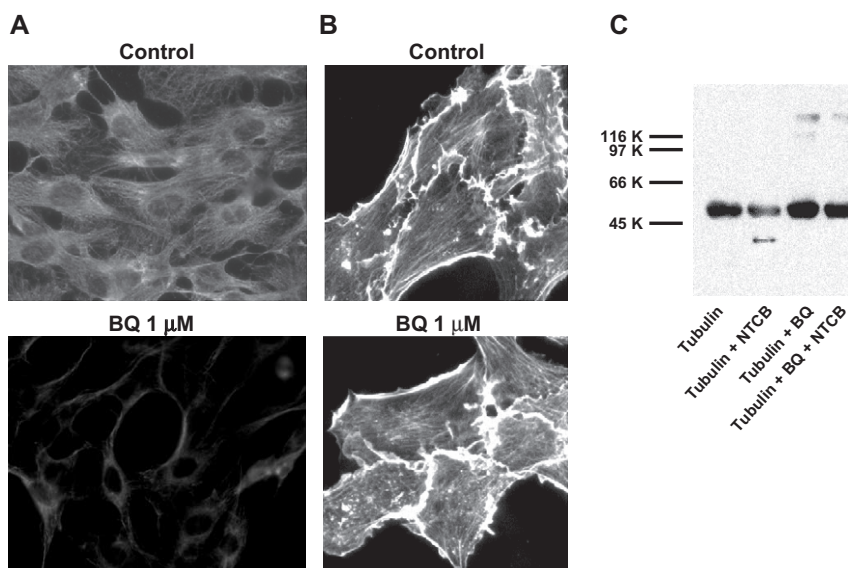 A
Control
BQ 1 μM
B
Control
BQ 1 μM
C
116 K
97 K
66 K
45 K
Tubulin
Tubulin + NTCB
Tubulin + BQ
Tubulin + BQ + NTCB